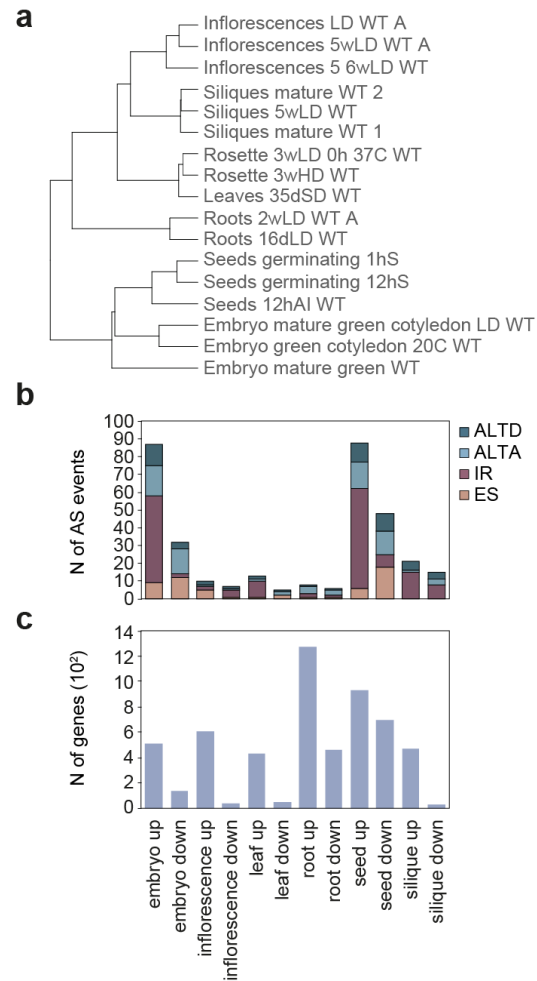 a
Inflorescences LD WT A
Inflorescences 5wLD WT A
Inflorescences 5 6wLD WT
Siliques mature WT 2
Siliques 5wLD WT
Siliques mature WT 1
Rosette 3wLD 0h 37C WT
Rosette 3wHD WT
Leaves 35dSD WT
Roots 2wLD WT A
Roots 16dLD WT
Seeds germinating 1hS
Seeds germinating 12hS
Seeds 12hAI WT
Embryo mature green cotyledon LD WT
Embryo green cotyledon 20C WT
Embryo mature green WT
b
N of AS events
100
90
80
70
60
50
40
30
20
10
0
ALTD
ALTA
IR
ES
c
N of genes (10²)
14
12
10
8
6
4
2
0
embryo up
embryo down
inflorescence up
inflorescence down
leaf up
leaf down
root up
root down
seed up
seed down
silique up
silique down